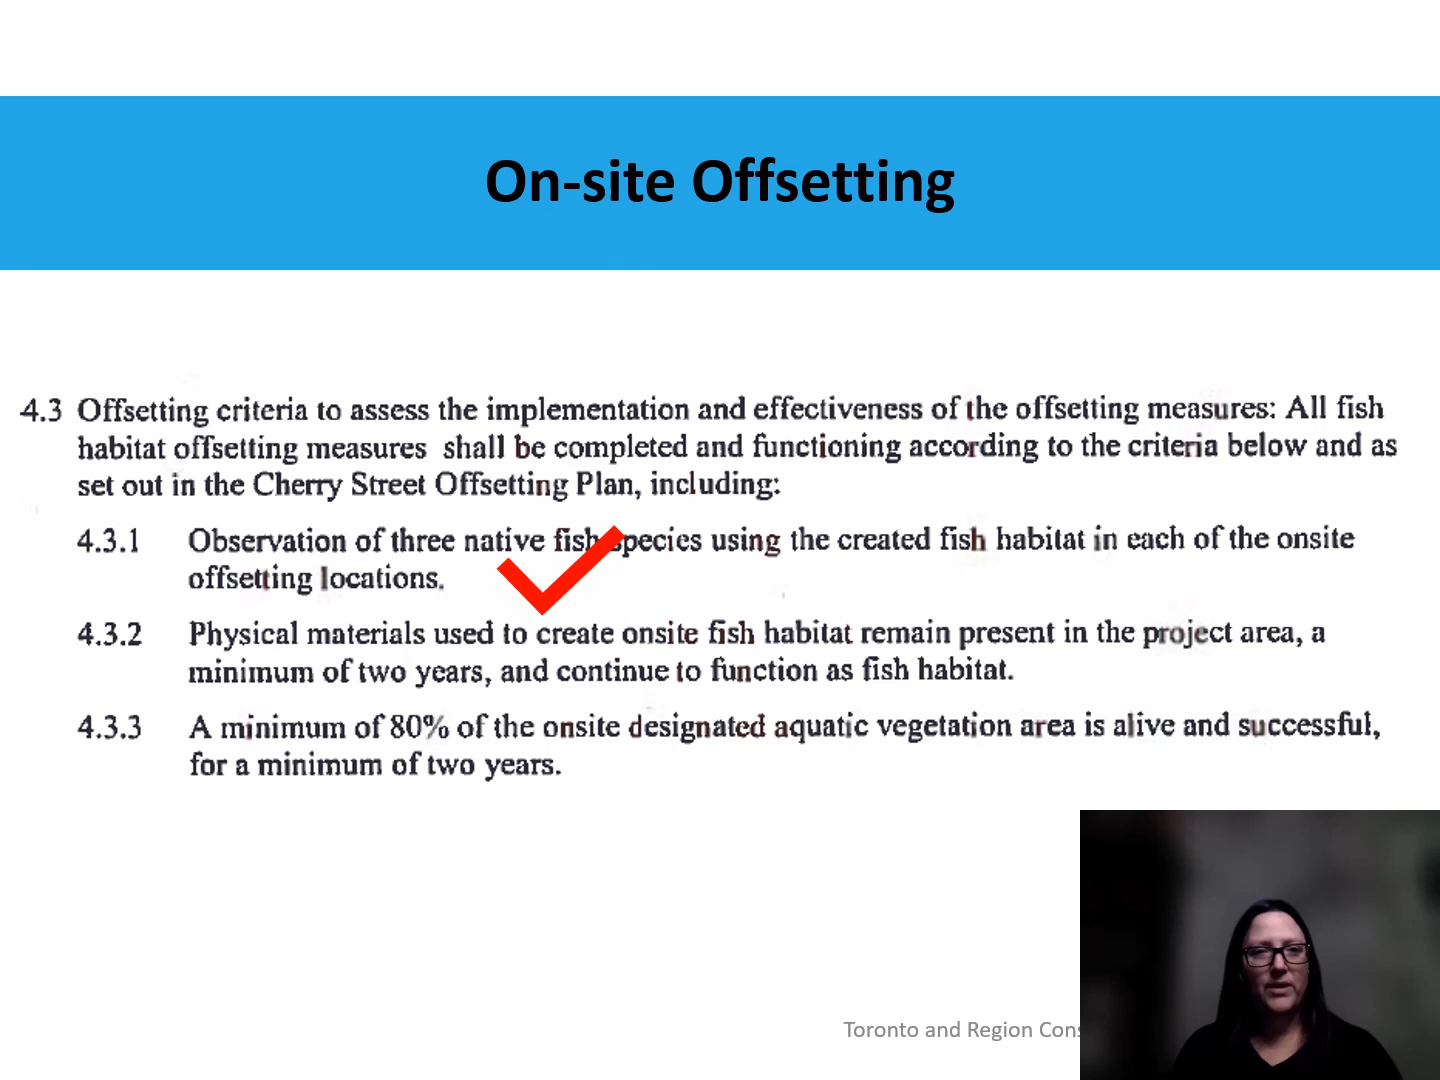 On-site Offsetting
4.3 Offsetting criteria to assess the implementation and effectiveness of the offsetting measures: All fish
habitat offsetting measures shall be completed and functioning according to the criteria below and as
set out in the Cherry Street Offsetting Plan, including:
4.3.1 Observation of three native fish species using the created fish habitat in each of the onsite
offsetting locations.
4.3.2 Physical materials used to create onsite fish habitat remain present in the project area, a
minimum of two years, and continue to function as fish habitat.
4.3.3 A minimum of 80% of the onsite designated aquatic vegetation area is alive and successful,
for a minimum of two years.
Toronto and Region